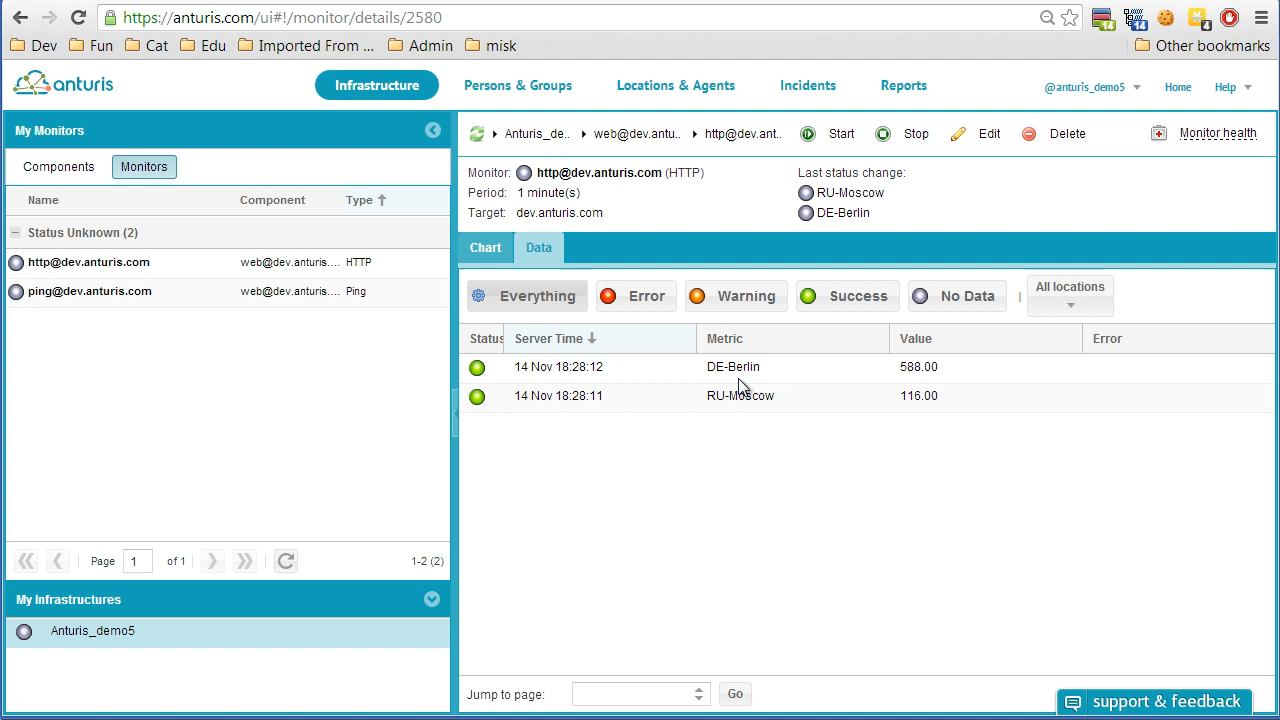 https://anturis.com/ui#!/monitor/details/2580
14
14
4
Dev
Fun
Cat
Edu
Imported From ...
Admin
misk
Other bookmarks
anturis
Infrastructure
Persons & Groups
Locations & Agents
Incidents
Reports
@anturis_demo5
Home
Help
My Monitors
Components
Monitors
Name
Component
Type
Status Unknown (2)
http@dev.anturis.com
web@dev.anturis....
HTTP
ping@dev.anturis.com
web@dev.anturis....
Ping
Page
1
of 1
1-2 (2)
My Infrastructures
Anturis_demo5
Anturis_de..
web@dev.antu..
http@dev.ant..
Start
Stop
Edit
Delete
Monitor health
Monitor: http@dev.anturis.com (HTTP)
Period: 1 minute(s)
Target: dev.anturis.com
Last status change:
RU-Moscow
DE-Berlin
Chart
Data
Everything
Error
Warning
Success
No Data
All locations
Status
Server Time
Metric
Value
Error
14 Nov 18:28:12
DE-Berlin
588.00
14 Nov 18:28:11
RU-Moscow
116.00
Jump to page:
Go
support & feedback